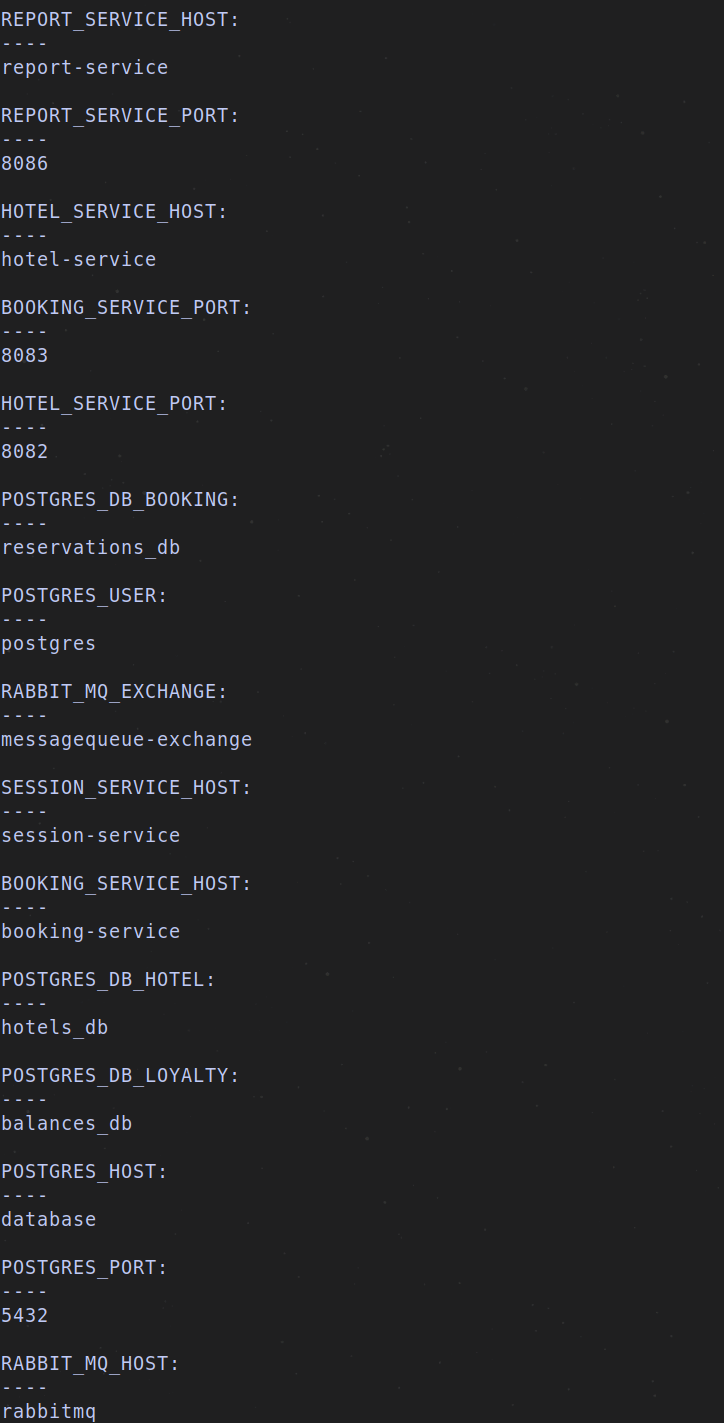 REPORT_SERVICE_HOST:
----
report-service
REPORT_SERVICE_PORT:
----
8086
HOTEL_SERVICE_HOST:
----
hotel-service
BOOKING_SERVICE_PORT:
----
8083
HOTEL_SERVICE_PORT:
----
8082
POSTGRES_DB_BOOKING:
----
reservations_db
POSTGRES_USER:
----
postgres
RABBIT_MQ_EXCHANGE:
----
messagequeue-exchange
SESSION_SERVICE_HOST:
----
session-service
BOOKING_SERVICE_HOST:
----
booking-service
POSTGRES_DB_HOTEL:
----
hotels_db
POSTGRES_DB_LOYALTY:
----
balances_db
POSTGRES_HOST:
----
database
POSTGRES_PORT:
----
5432
RABBIT_MQ_HOST:
----
rabbitmq